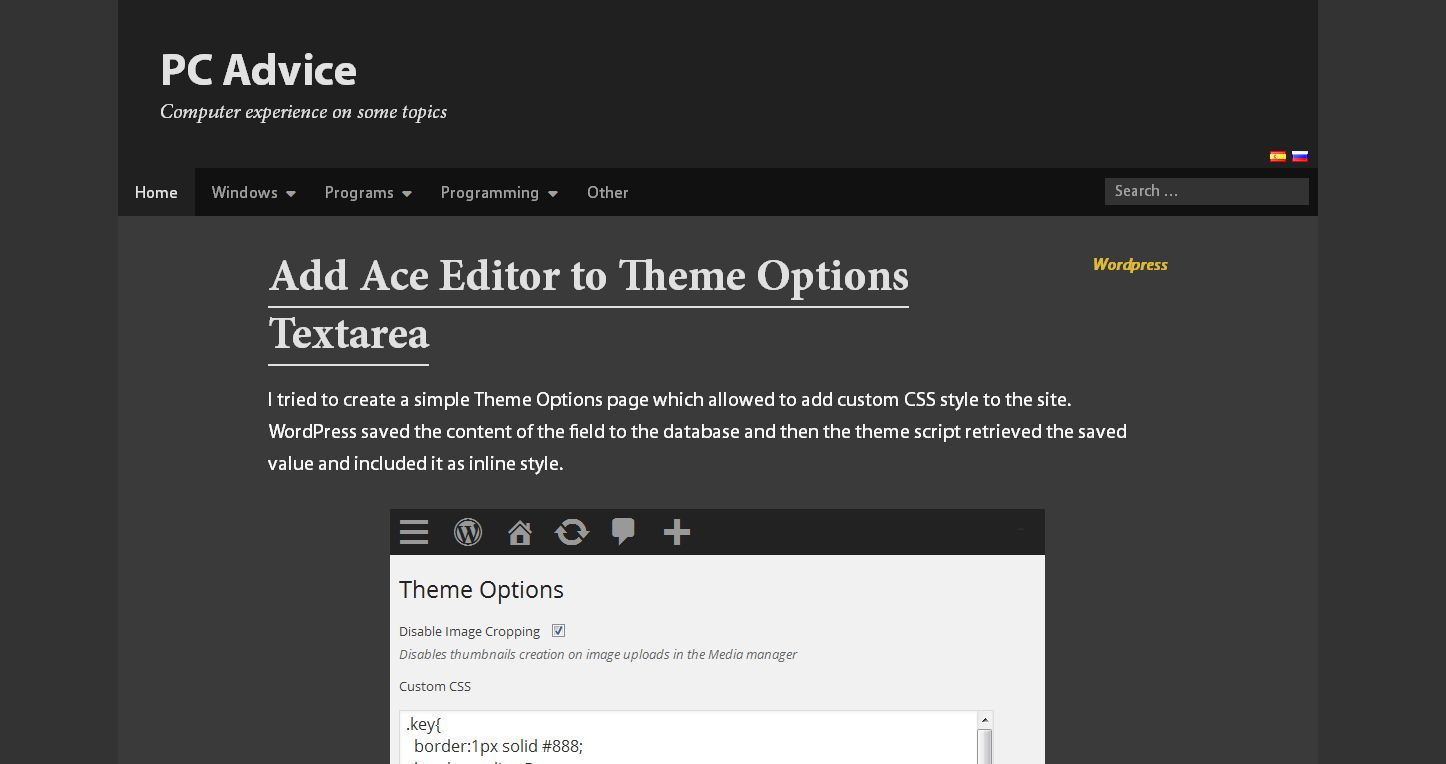 PC Advice
Computer experience on some topics
Home Windows Programs Programming Other Search ...
Add Ace Editor to Theme Options
Textarea
Wordpress
I tried to create a simple Theme Options page which allowed to add custom CSS style to the site.
WordPress saved the content of the field to the database and then the theme script retrieved the saved
value and included it as inline style.
Theme Options
Disable Image Cropping
Disables thumbnails creation on image uploads in the Media manager
Custom CSS
.key{
border:1px solid #888;